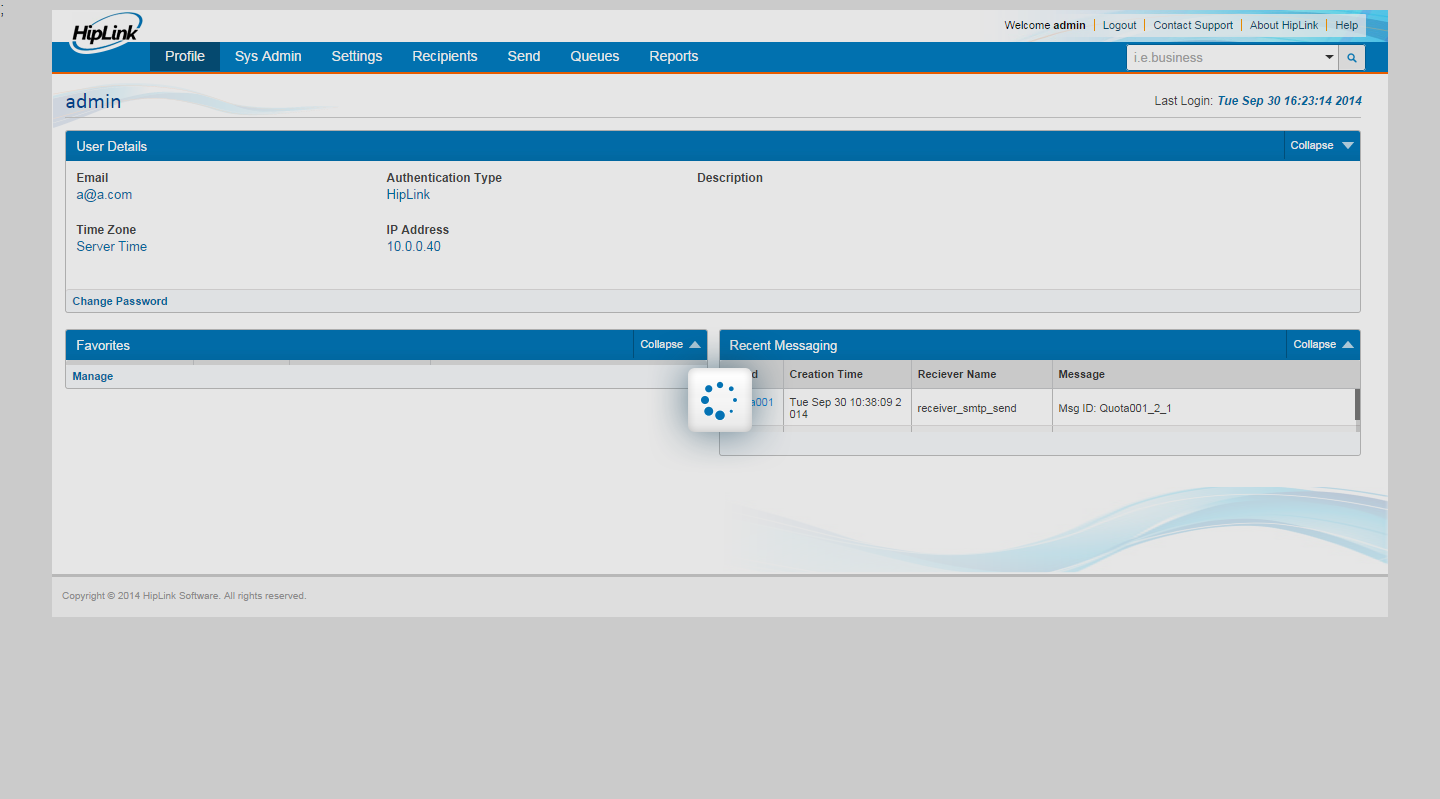 ;
HipLink
Welcome admin Logout Contact Support About HipLink Help
Profile Sys Admin Settings Recipients Send Queues Reports
i.e.business
admin
Last Login: Tue Sep 30 16:23:14 2014
User Details
Collapse
Email Authentication Type Description
a@a.com HipLink
Time Zone IP Address
Server Time 10.0.0.40
Change Password
Favorites Collapse
Manage
Recent Messaging Collapse
Creation Time Reciever Name Message
Tue Sep 30 10:38:09 2
014
receiver_smtp_send
Msg ID: Quota001_2_1
Copyright © 2014 HipLink Software. All rights reserved.